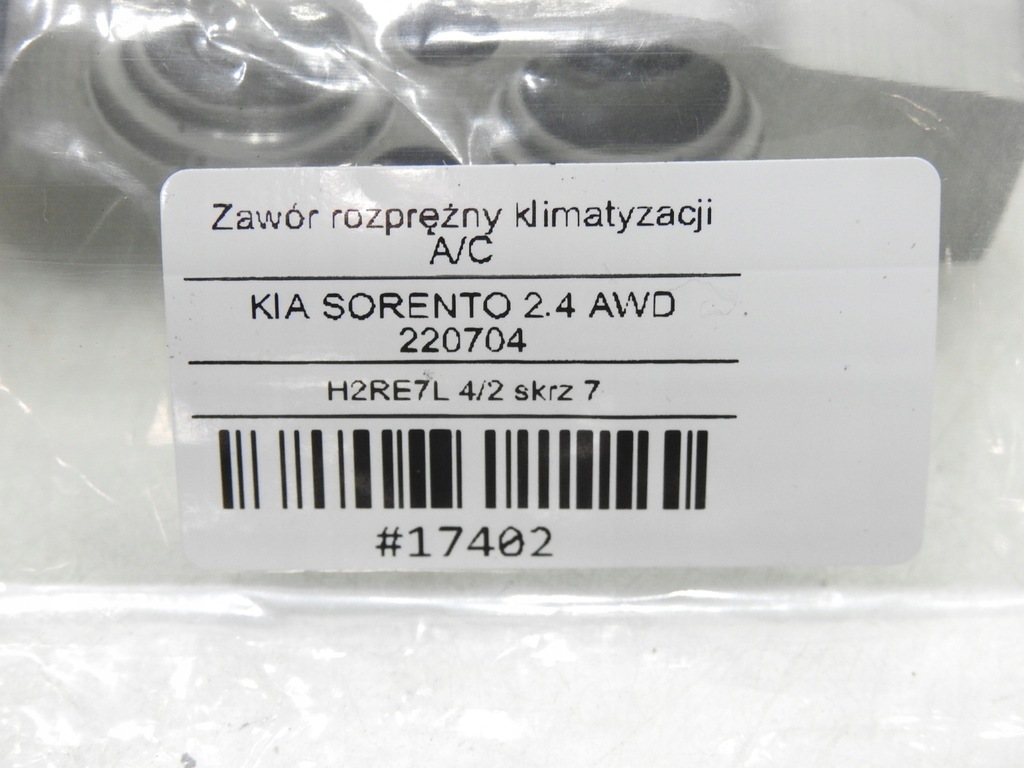 Zawór rozprężny klimatyzacji
A/C
KIA SORENTO 2.4 AWD
220704
H2RE7L 4/2 skrz 7
#17402